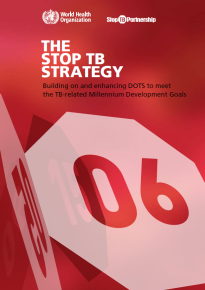 World Health
Organization
Stop TB Partnership
THE
STOP TB
STRATEGY
Building on and enhancing DOTS to meet
the TB-related Millennium Development Goals
06